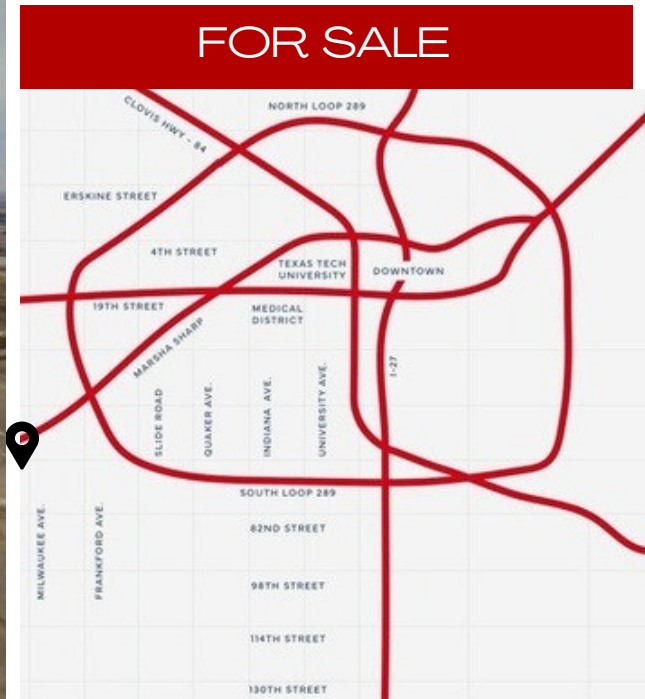 FOR SALE
NORTH LOOP 289
CLOVIS HWY - 84
ERSKINE STREET
4TH STREET
TEXAS TECH
UNIVERSITY
DOWNTOWN
19TH STREET
MEDICAL
DISTRICT
MARSHA SHARP
I-27
SLIDE ROAD
QUAKER AVE.
INDIANA AVE.
UNIVERSITY AVE.
SOUTH LOOP 289
MILWAUKEE AVE.
FRANKFORD AVE.
82ND STREET
98TH STREET
114TH STREET
130TH STREET